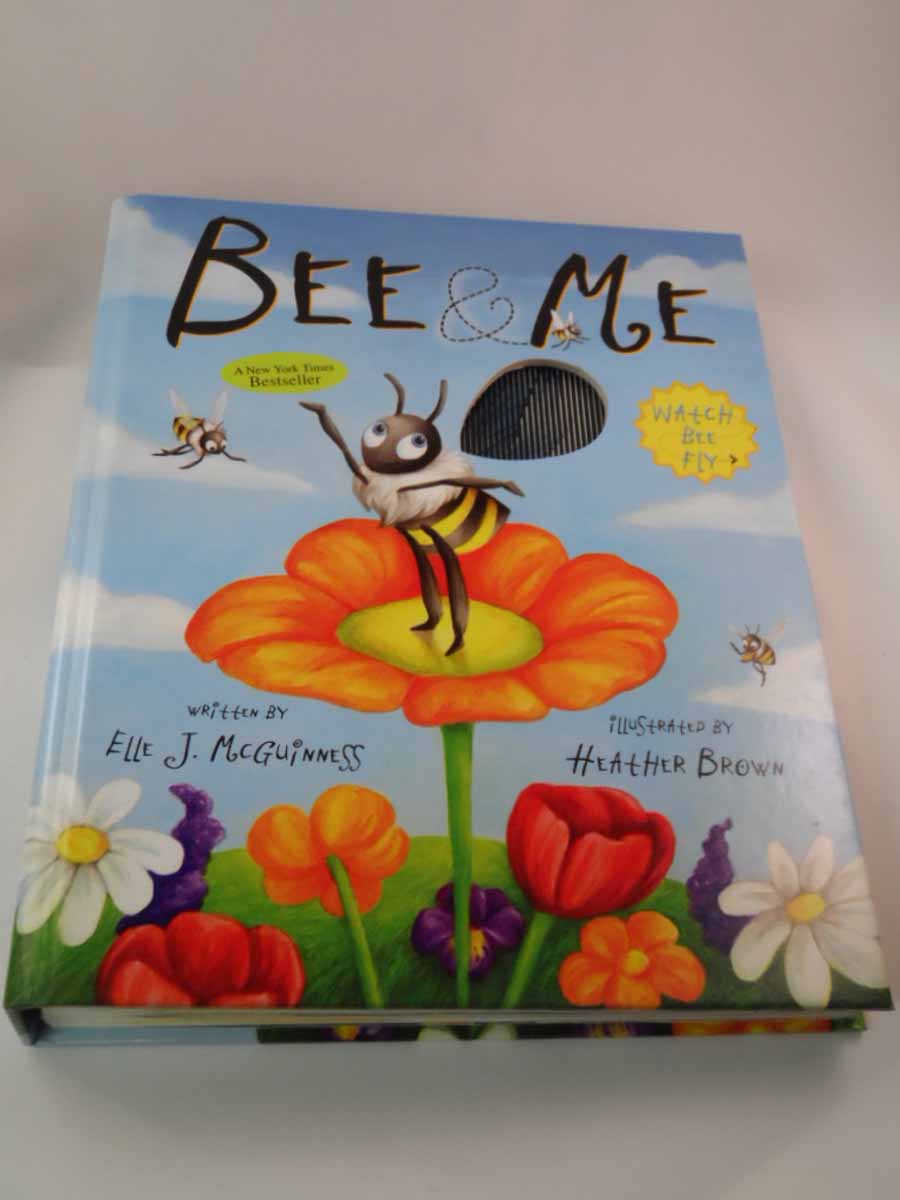 BEE & ME
A New York Times
Bestseller
WATCH
BEE
FLY
WRITTEN BY
ELLE J. MCGUINNESS
ILLUSTRATED BY
HEATHER BROWN